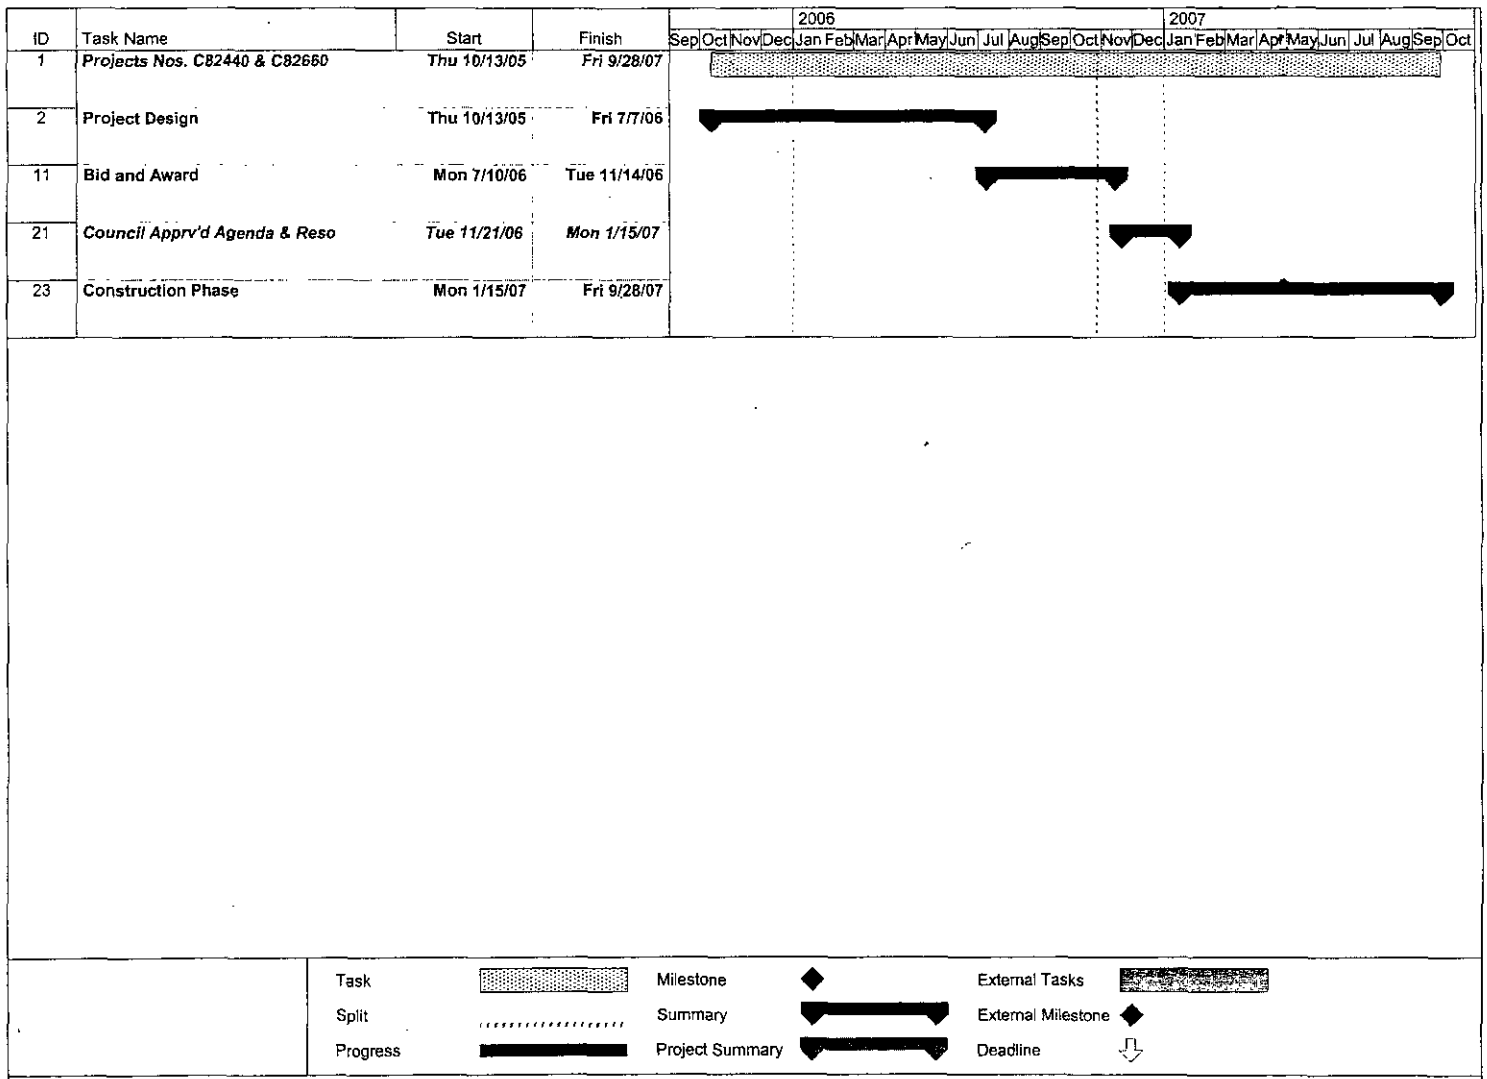 2006 2007
ID Task Name Start Finish Sep Oct Nov Dec Jan Feb Mar Apr May Jun Jul Aug Sep Oct Nov Dec Jan Feb Mar Apr May Jun Jul Aug Sep Oct
1 Projects Nos. C82440 & C82660 Thu 10/13/05 Fri 9/28/07
2 Project Design Thu 10/13/05 Fri 7/7/06
11 Bid and Award Mon 7/10/06 Tue 11/14/06
21 Council Apprv'd Agenda & Reso Tue 11/21/06 Mon 1/15/07
23 Construction Phase Mon 1/15/07 Fri 9/28/07
Task Milestone External Tasks
Split Summary External Milestone
Progress Project Summary Deadline